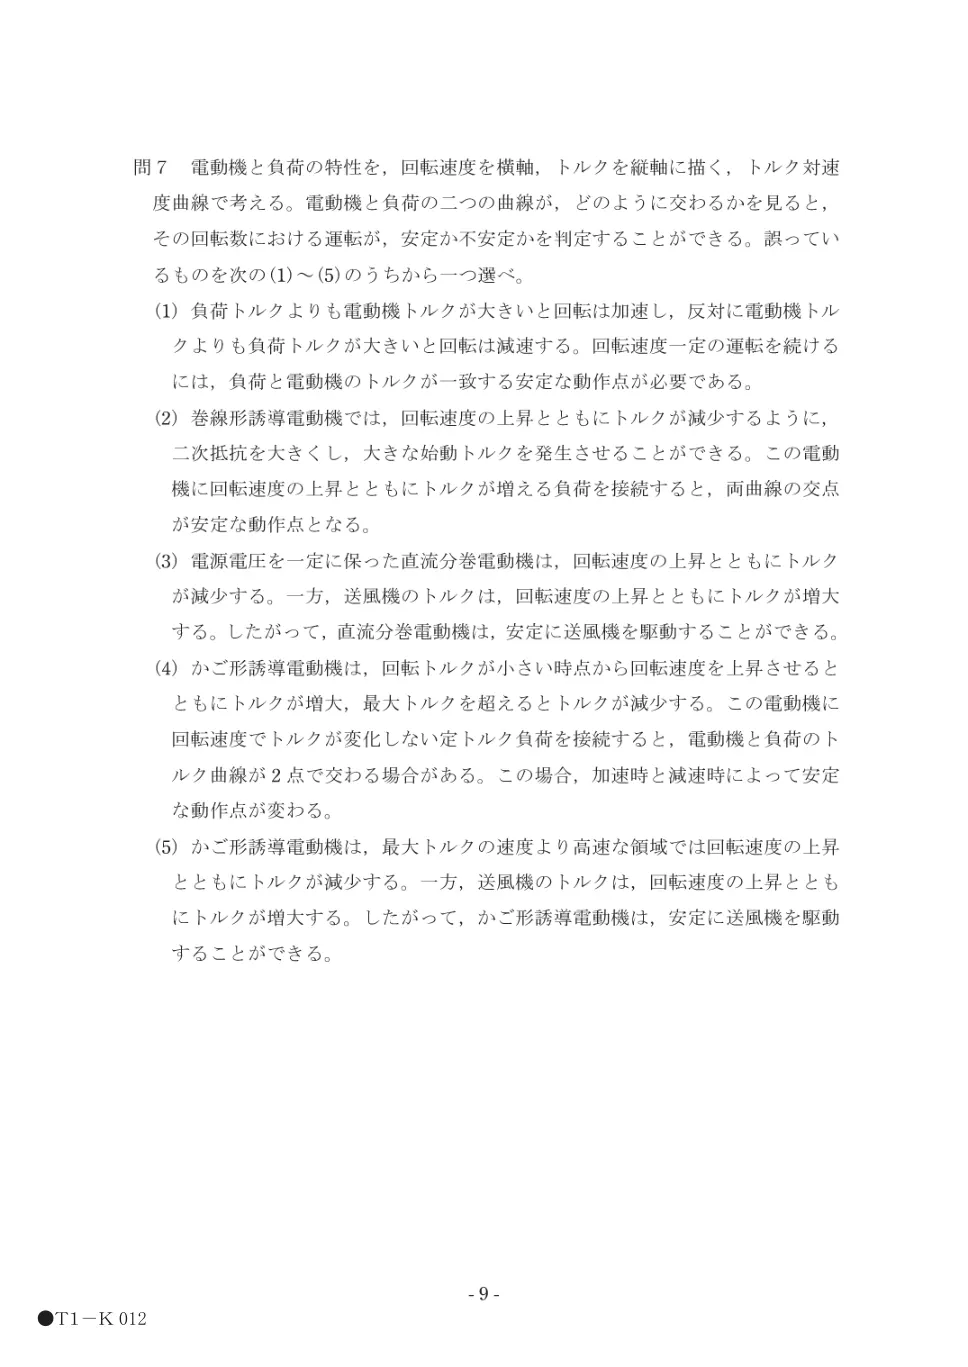 問7　電動機と負荷の特性を，回転速度を横軸，トルクを縦軸に描く，トルク対速
度曲線で考える。電動機と負荷の二つの曲線が，どのように交わるかを見ると，
その回転数における運転が，安定か不安定かを判定することができる。誤ってい
るものを次の(1)～(5)のうちから一つ選べ。
(1) 負荷トルクよりも電動機トルクが大きいと回転は加速し，反対に電動機トル
クよりも負荷トルクが大きいと回転は減速する。回転速度一定の運転を続ける
には，負荷と電動機のトルクが一致する安定な動作点が必要である。
(2) 巻線形誘導電動機では，回転速度の上昇とともにトルクが減少するように，
二次抵抗を大きくし，大きな始動トルクを発生させることができる。この電動
機に回転速度の上昇とともにトルクが増える負荷を接続すると，両曲線の交点
が安定な動作点となる。
(3) 電源電圧を一定に保った直流分巻電動機は，回転速度の上昇とともにトルク
が減少する。一方，送風機のトルクは，回転速度の上昇とともにトルクが増大
する。したがって，直流分巻電動機は，安定に送風機を駆動することができる。
(4) かご形誘導電動機は，回転トルクが小さい時点から回転速度を上昇させると
ともにトルクが増大，最大トルクを超えるとトルクが減少する。この電動機に
回転速度でトルクが変化しない定トルク負荷を接続すると，電動機と負荷のト
ルク曲線が2点で交わる場合がある。この場合，加速時と減速時によって安定
な動作点が変わる。
(5) かご形誘導電動機は，最大トルクの速度より高速な領域では回転速度の上昇
とともにトルクが減少する。一方，送風機のトルクは，回転速度の上昇ととも
にトルクが増大する。したがって，かご形誘導電動機は，安定に送風機を駆動
することができる。
- 9 -
●T1－K 012